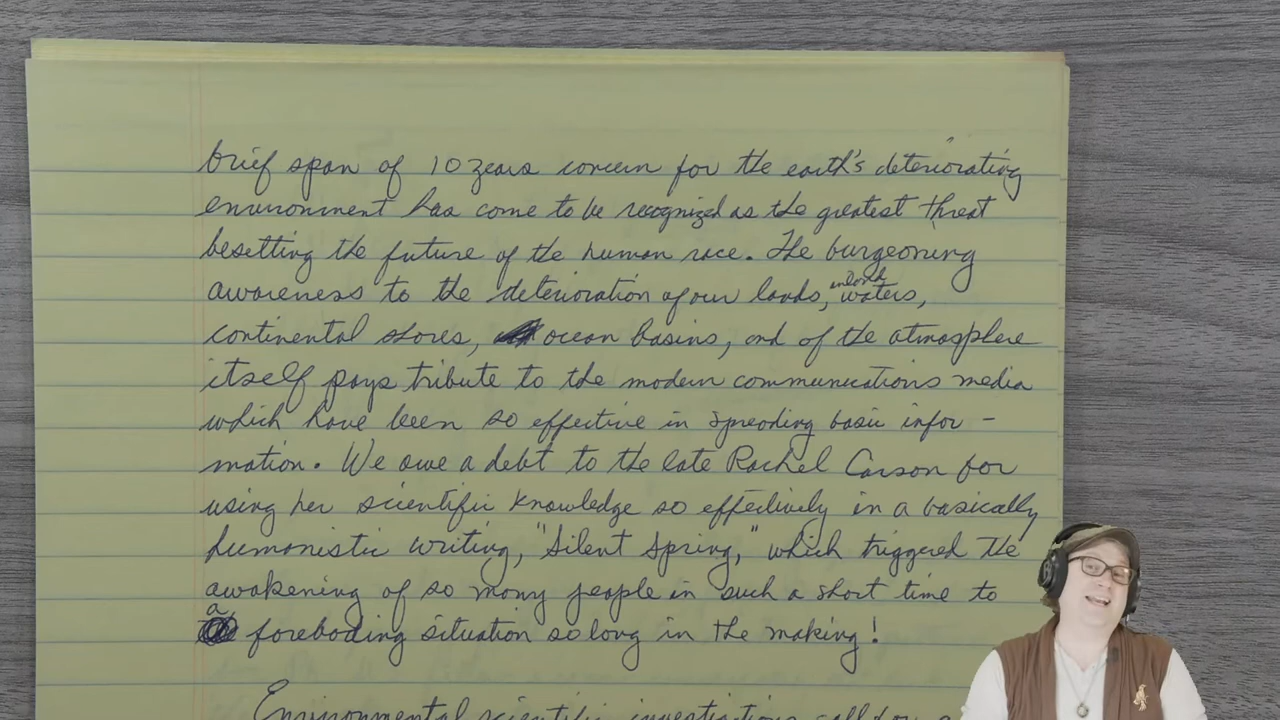 brief span of 10 years concern for the earth's deteriorating
environment has come to be recognized as the greatest threat
besetting the future of the human race. The burgeoning
awareness to the deterioration of our lands, inland waters,
continental shores, ocean basins, and of the atmosphere
itself pays tribute to the modern communications media
which have been so effective in spreading basic infor-
mation. We owe a debt to the late Rachel Carson for
using her scientific knowledge so effectively in a basically
humanistic writing, "Silent Spring," which triggered the
awakening of so many people in such a short time to
a foreboding situation so long in the making!
Environmental scientific investigations call for a